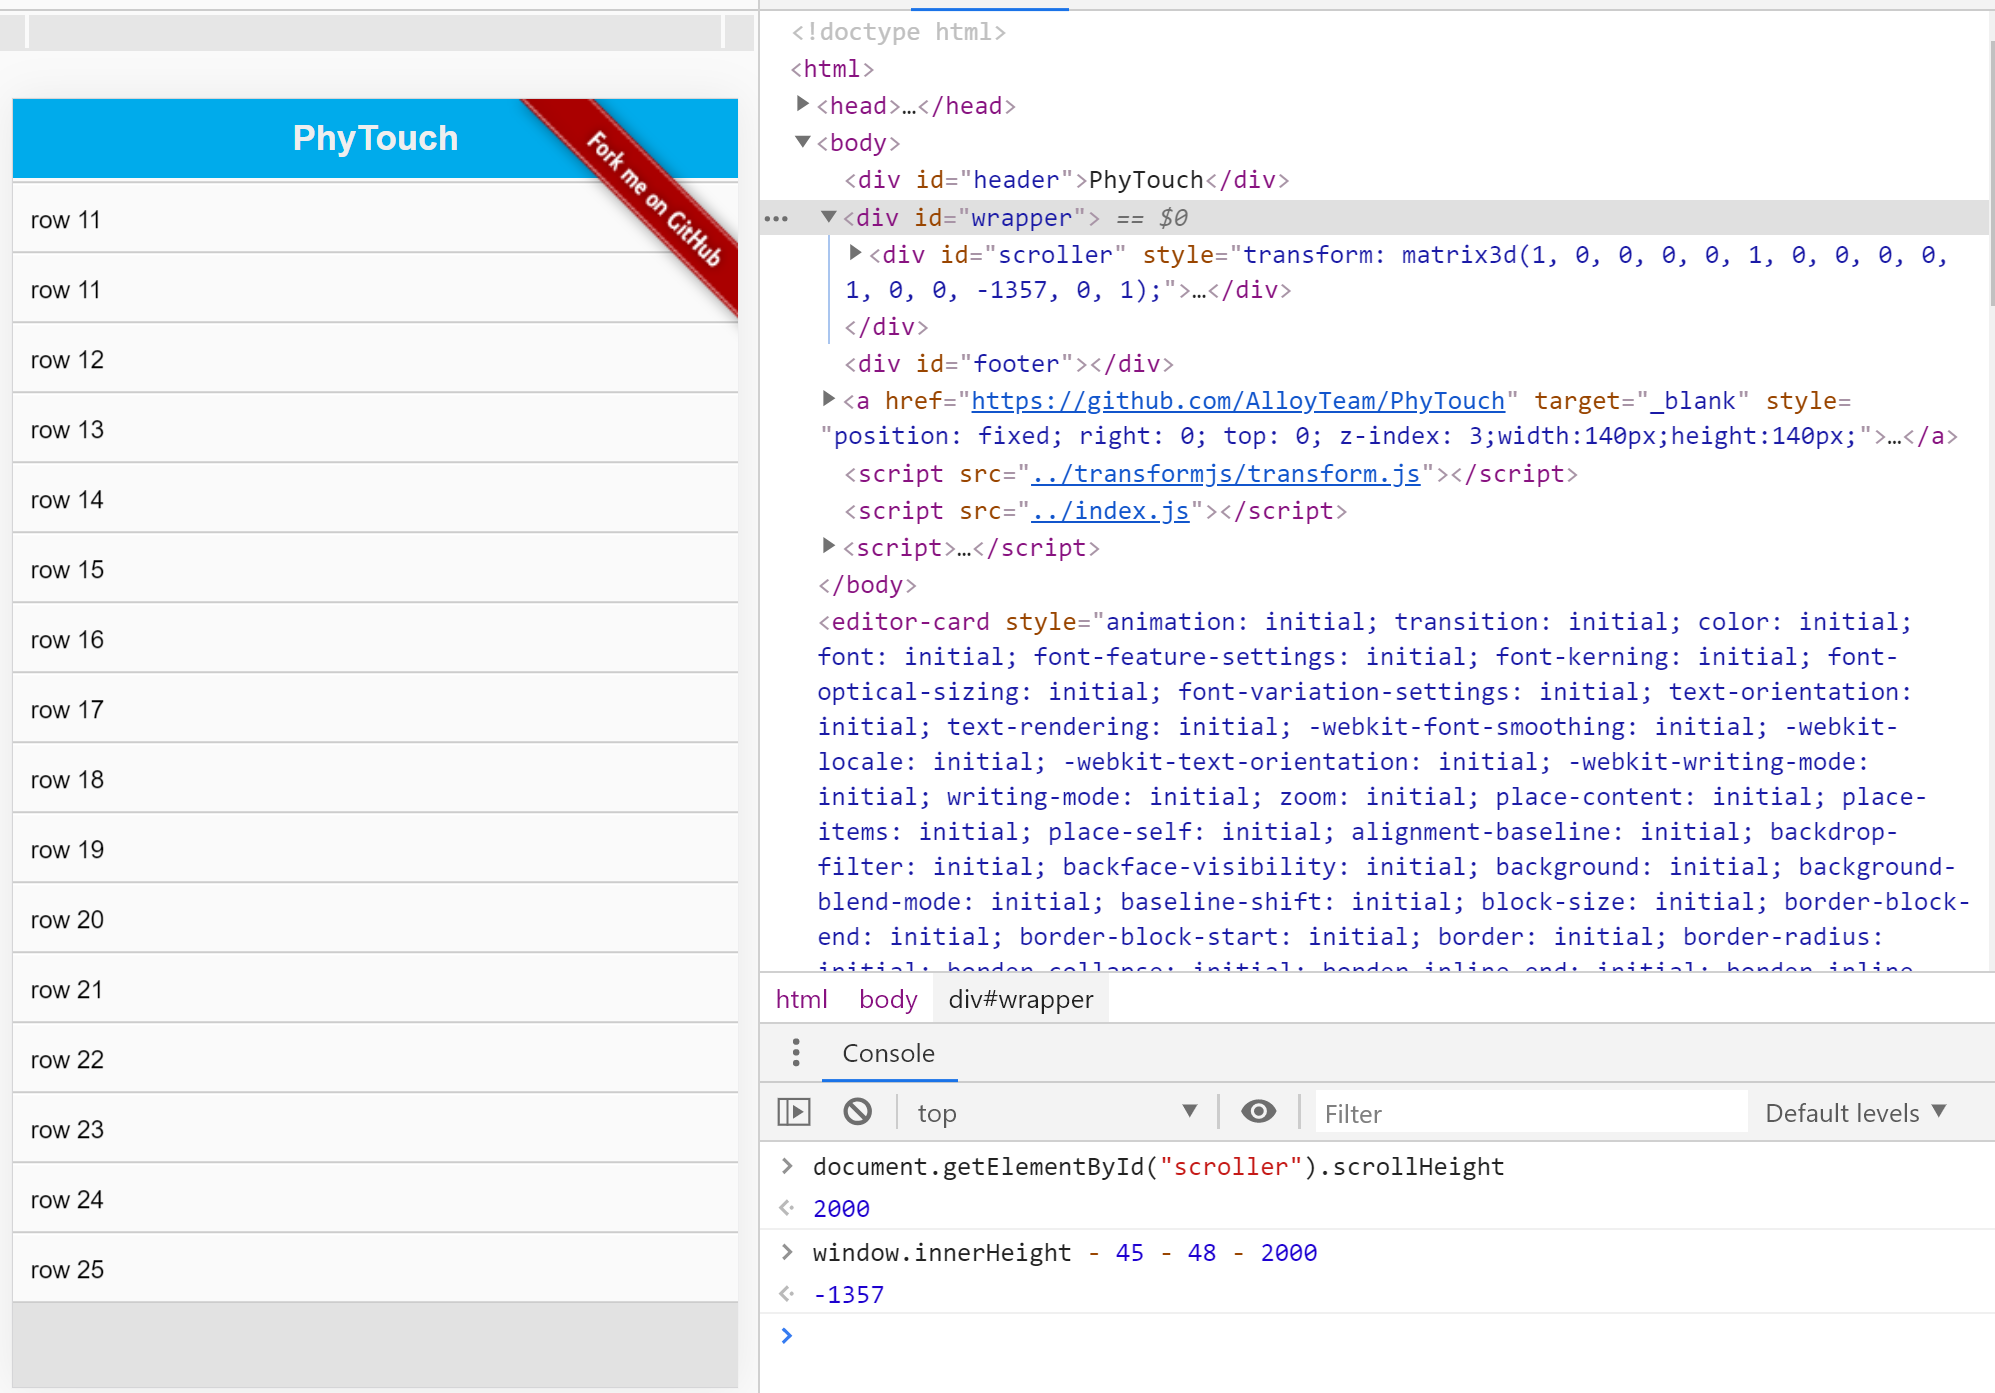 PhyTouch
Fork me on GitHub
row 11
row 11
row 12
row 13
row 14
row 15
row 16
row 17
row 18
row 19
row 20
row 21
row 22
row 23
row 24
row 25
<!doctype html>
<html>
<head>…</head>
<body>
<div id="header">PhyTouch</div>
<div id="wrapper"> == $0
<div id="scroller" style="transform: matrix3d(1, 0, 0, 0, 0, 1, 0, 0, 0, 0,
1, 0, 0, -1357, 0, 1);">…</div>
</div>
<div id="footer"></div>
<a href="https://github.com/AlloyTeam/PhyTouch" target="_blank" style=
"position: fixed; right: 0; top: 0; z-index: 3;width:140px;height:140px;">…</a>
<script src="../transformjs/transform.js"></script>
<script src="../index.js"></script>
<script>…</script>
</body>
<editor-card style="animation: initial; transition: initial; color: initial;
font: initial; font-feature-settings: initial; font-kerning: initial; font-
optical-sizing: initial; font-variation-settings: initial; text-orientation:
initial; text-rendering: initial; -webkit-font-smoothing: initial; -webkit-
locale: initial; -webkit-text-orientation: initial; -webkit-writing-mode:
initial; writing-mode: initial; zoom: initial; place-content: initial; place-
items: initial; place-self: initial; alignment-baseline: initial; backdrop-
filter: initial; backface-visibility: initial; background: initial; background-
blend-mode: initial; baseline-shift: initial; block-size: initial; border-block-
end: initial; border-block-start: initial; border: initial; border-radius:
initial; border-collapse: initial; border-inline-end: initial; border-inline-
html body div#wrapper
Console
top Filter Default levels
document.getElementById("scroller").scrollHeight
2000
window.innerHeight - 45 - 48 - 2000
-1357